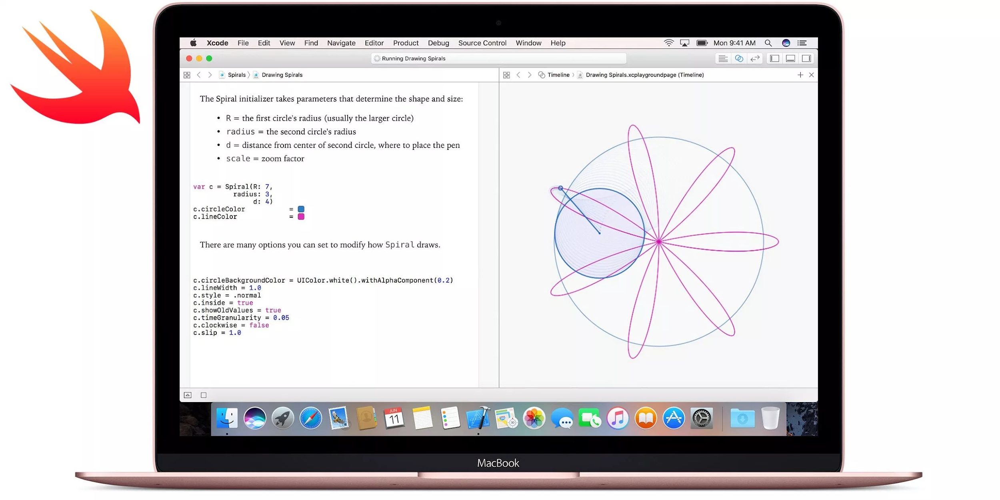 Xcode File Edit View Find Navigate Editor Product Debug Source Control Window Help Mon 9:41 AM
Running Drawing Spirals
Spirals Drawing Spirals
Timeline Drawing Spirals.xcplaygroundpage (Timeline)
The Spiral initializer takes parameters that determine the shape and size:
• R = the first circle's radius (usually the larger circle)
• radius = the second circle's radius
• d = distance from center of second circle, where to place the pen
• scale = zoom factor
var c = Spiral(R: 7,
radius: 3,
d: 4)
c.circleColor =
c.lineColor =
There are many options you can set to modify how Spiral draws.
c.circleBackgroundColor = UIColor.white().withAlphaComponent(0.2)
c.lineWidth = 1.0
c.style = .normal
c.inside = true
c.showOldValues = true
c.timeGranularity = 0.05
c.clockwise = false
c.slip = 1.0
JUN
11
3D
MacBook